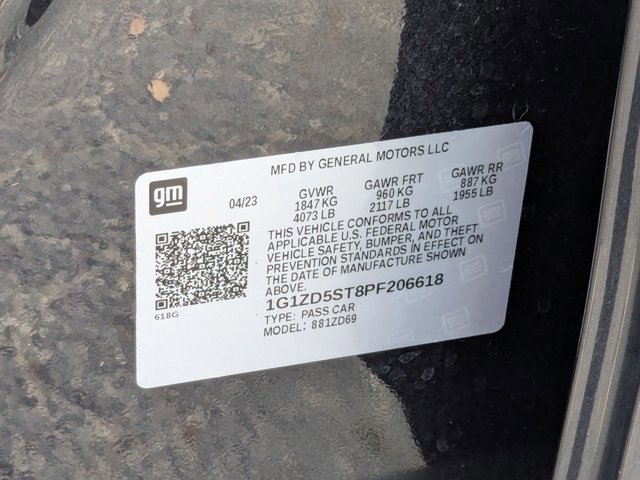 MFD BY GENERAL MOTORS LLC
gm
04/23
GVWR GAWR FRT GAWR RR
1847 KG 960 KG 887 KG
4073 LB 2117 LB 1955 LB
THIS VEHICLE CONFORMS TO ALL
APPLICABLE U.S. FEDERAL MOTOR
VEHICLE SAFETY, BUMPER, AND THEFT
PREVENTION STANDARDS IN EFFECT ON
THE DATE OF MANUFACTURE SHOWN
ABOVE.
618G
1G1ZD5ST8PF206618
TYPE: PASS CAR
MODEL: 881ZD69